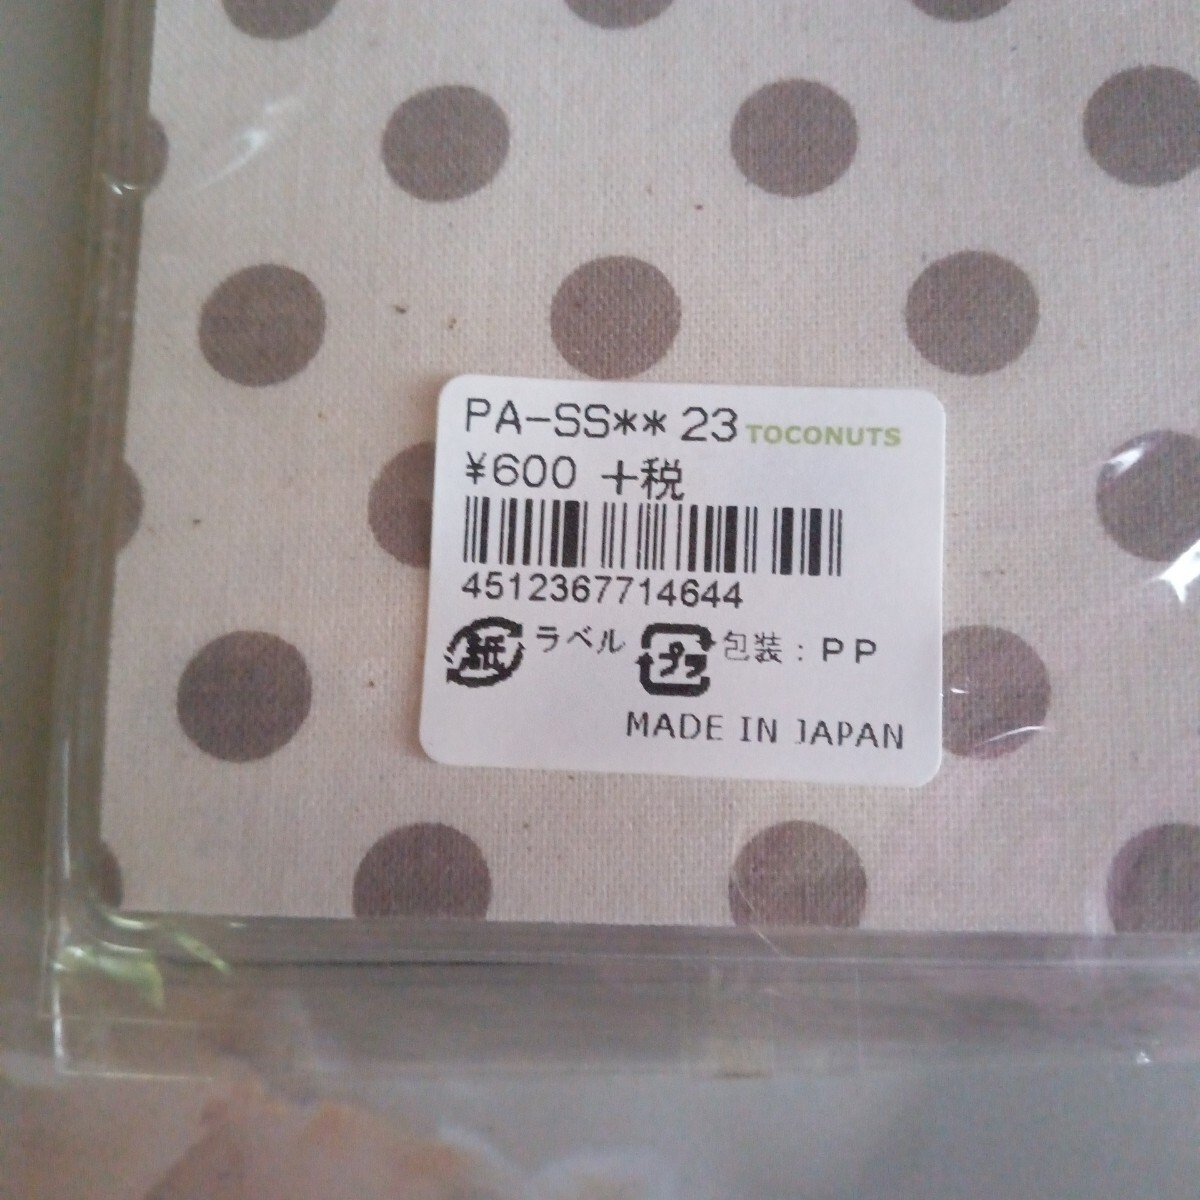 PA-SS** 23 TOCONUTS
¥600 +税
4512367714644
紙 ラベル プラ 包装：PP
MADE IN JAPAN